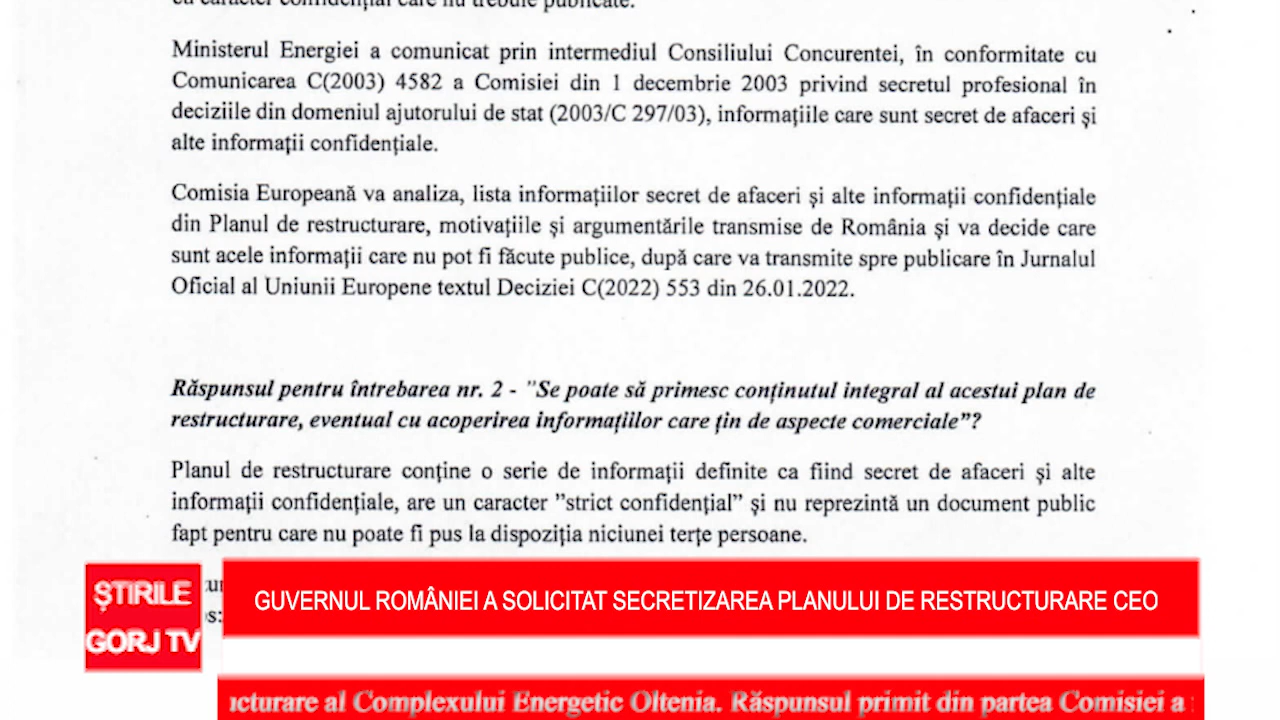 cu caracter confidențial care nu trebuie publicate.
Ministerul Energiei a comunicat prin intermediul Consiliului Concurentei, în conformitate cu
Comunicarea C(2003) 4582 a Comisiei din 1 decembrie 2003 privind secretul profesional în
deciziile din domeniul ajutorului de stat (2003/C 297/03), informațiile care sunt secret de afaceri și
alte informații confidențiale.
Comisia Europeană va analiza, lista informațiilor secret de afaceri și alte informații confidențiale
din Planul de restructurare, motivațiile și argumentările transmise de România și va decide care
sunt acele informații care nu pot fi făcute publice, după care va transmite spre publicare în Jurnalul
Oficial al Uniunii Europene textul Deciziei C(2022) 553 din 26.01.2022.
Răspunsul pentru întrebarea nr. 2 - "Se poate să primesc conținutul integral al acestui plan de
restructurare, eventual cu acoperirea informațiilor care țin de aspecte comerciale”?
Planul de restructurare conține o serie de informații definite ca fiind secret de afaceri și alte
informații confidențiale, are un caracter ”strict confidențial” și nu reprezintă un document public
fapt pentru care nu poate fi pus la dispoziția niciunei terțe persoane.
ȘTIRILE
GORJ TV
GUVERNUL ROMÂNIEI A SOLICITAT SECRETIZAREA PLANULUI DE RESTRUCTURARE CEO
ucturare al Complexului Energetic Oltenia. Răspunsul primit din partea Comisiei a